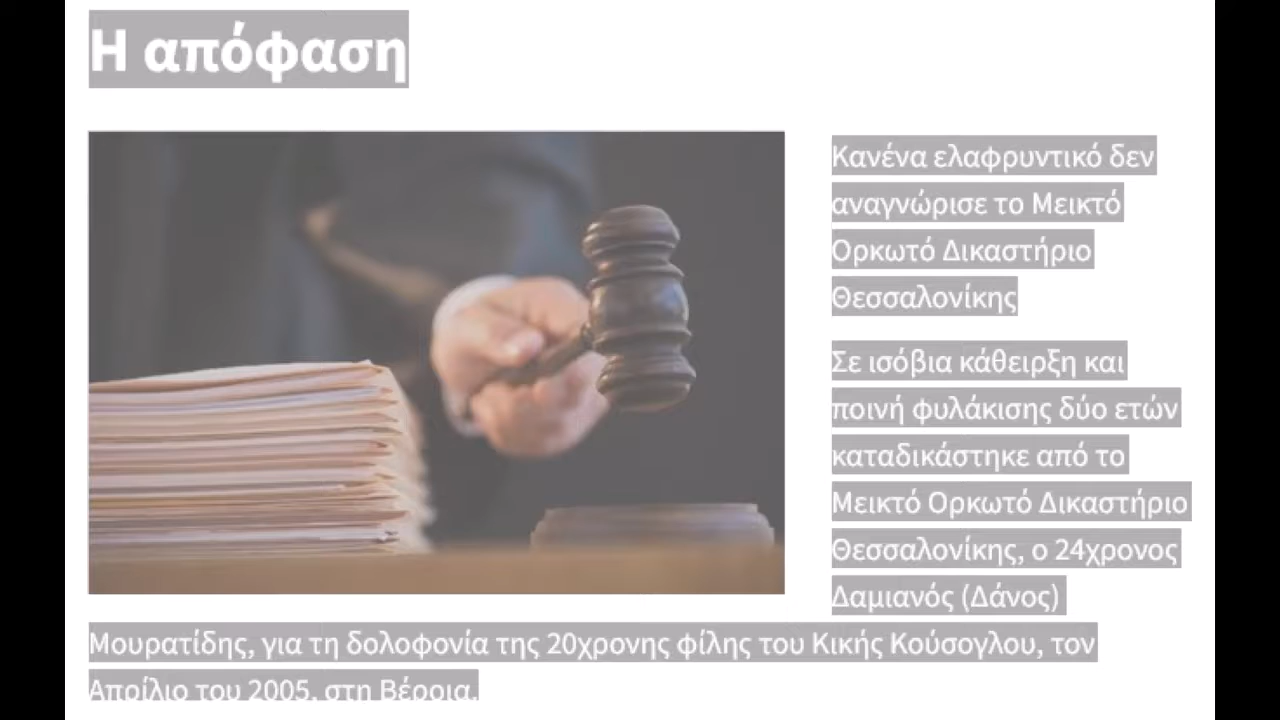 Η απόφαση
Κανένα ελαφρυντικό δεν
αναγνώρισε το Μεικτό
Ορκωτό Δικαστήριο
Θεσσαλονίκης
Σε ισόβια κάθειρξη και
ποινή φυλάκισης δύο ετών
καταδικάστηκε από το
Μεικτό Ορκωτό Δικαστήριο
Θεσσαλονίκης, ο 24χρονος
Δαμιανός (Δάνος)
Μουρατίδης, για τη δολοφονία της 20χρονης φίλης του Κικής Κούσογλου, τον
Απρίλιο του 2005, στη Βέροια.